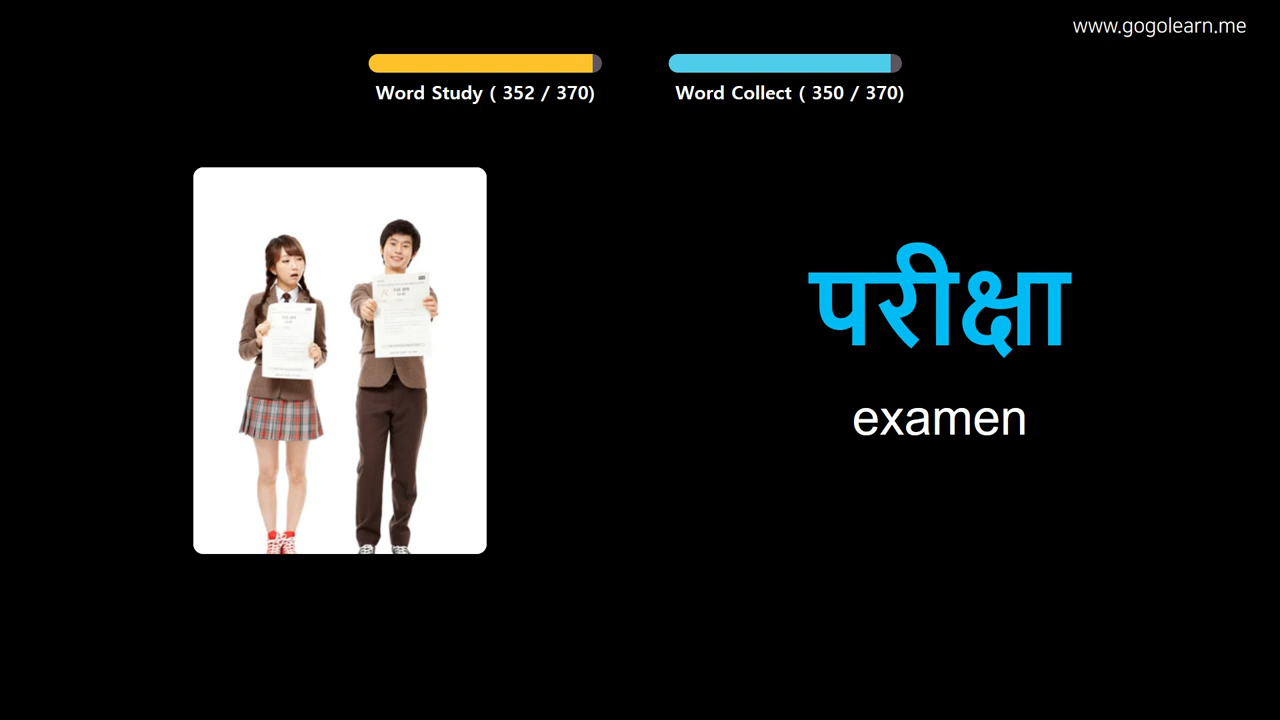 www.gogolearn.me
Word Study ( 352 / 370)
Word Collect ( 350 / 370)
परीक्षा
examen